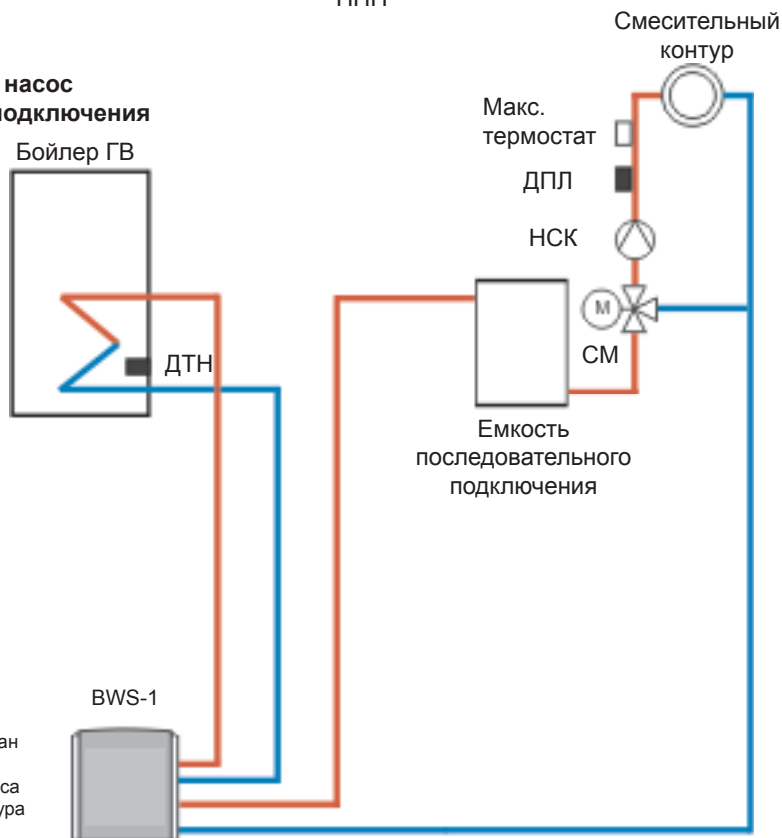 Смесительный
контур
насос
подключения
Макс.
термостат
Бойлер ГВ
ДПЛ
НСК
M
СМ
ДТН
Емкость
последовательного
подключения
BWS-1